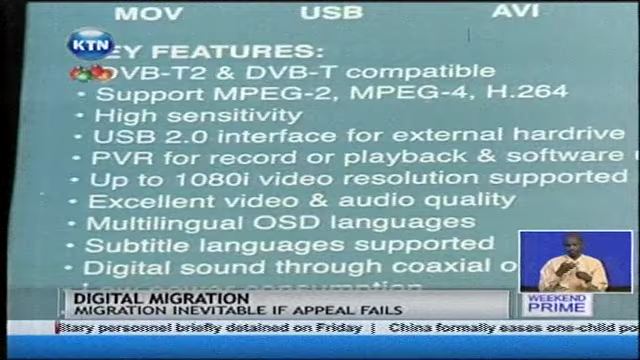 MOV USB AVI
KTN
KEY FEATURES:
DVB-T2 & DVB-T compatible
• Support MPEG-2, MPEG-4, H.264
• High sensitivity
• USB 2.0 interface for external hardrive
• PVR for record or playback & software
• Up to 1080i video resolution supported
• Excellent video & audio quality
• Multilingual OSD languages
• Subtitle languages supported
• Digital sound through coaxial
DIGITAL MIGRATION
MIGRATION INEVITABLE IF APPEAL FAILS
WEEKEND
PRIME
litary personnel briefly detained on Friday | China formally eases one-child po